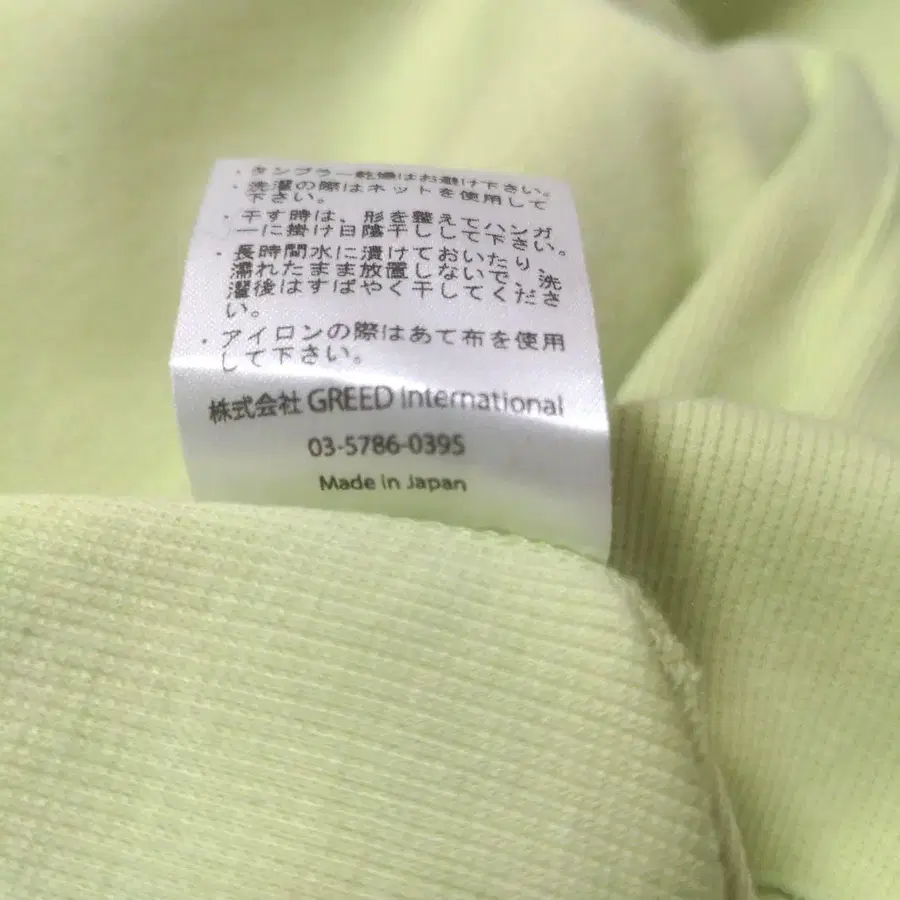 ・タンブラー乾燥はお避け下さい。
・洗濯の際はネットを使用して
下さい。
・干す時は、形を整えてハンガ
ーに掛け日陰干しして下さい。
・長時間水に漬けておいたり、
濡れたまま放置しないで、洗
濯後はすばやく干してくださ
い。
・アイロンの際はあて布を使用
して下さい。
株式会社 GREED International
03-5786-0395
Made in Japan